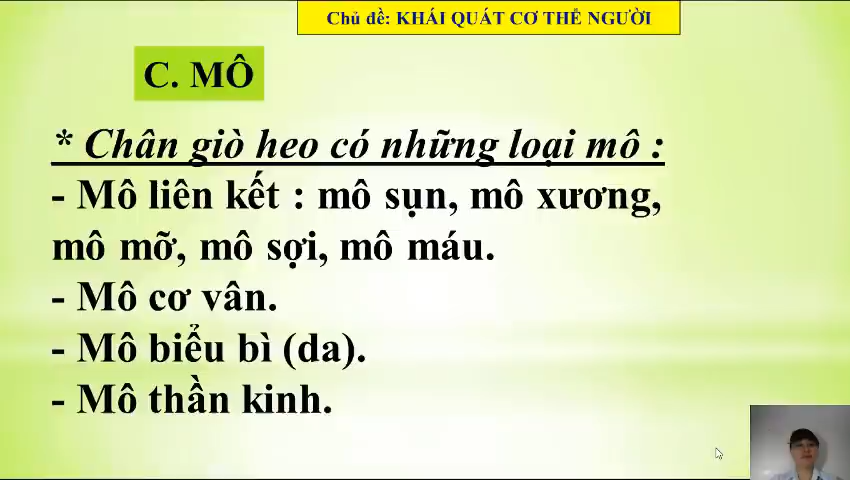 Chủ đề: KHÁI QUÁT CƠ THỂ NGƯỜI
C. MÔ
* Chân giò heo có những loại mô :
- Mô liên kết : mô sụn, mô xương,
mô mỡ, mô sợi, mô máu.
- Mô cơ vân.
- Mô biểu bì (da).
- Mô thần kinh.